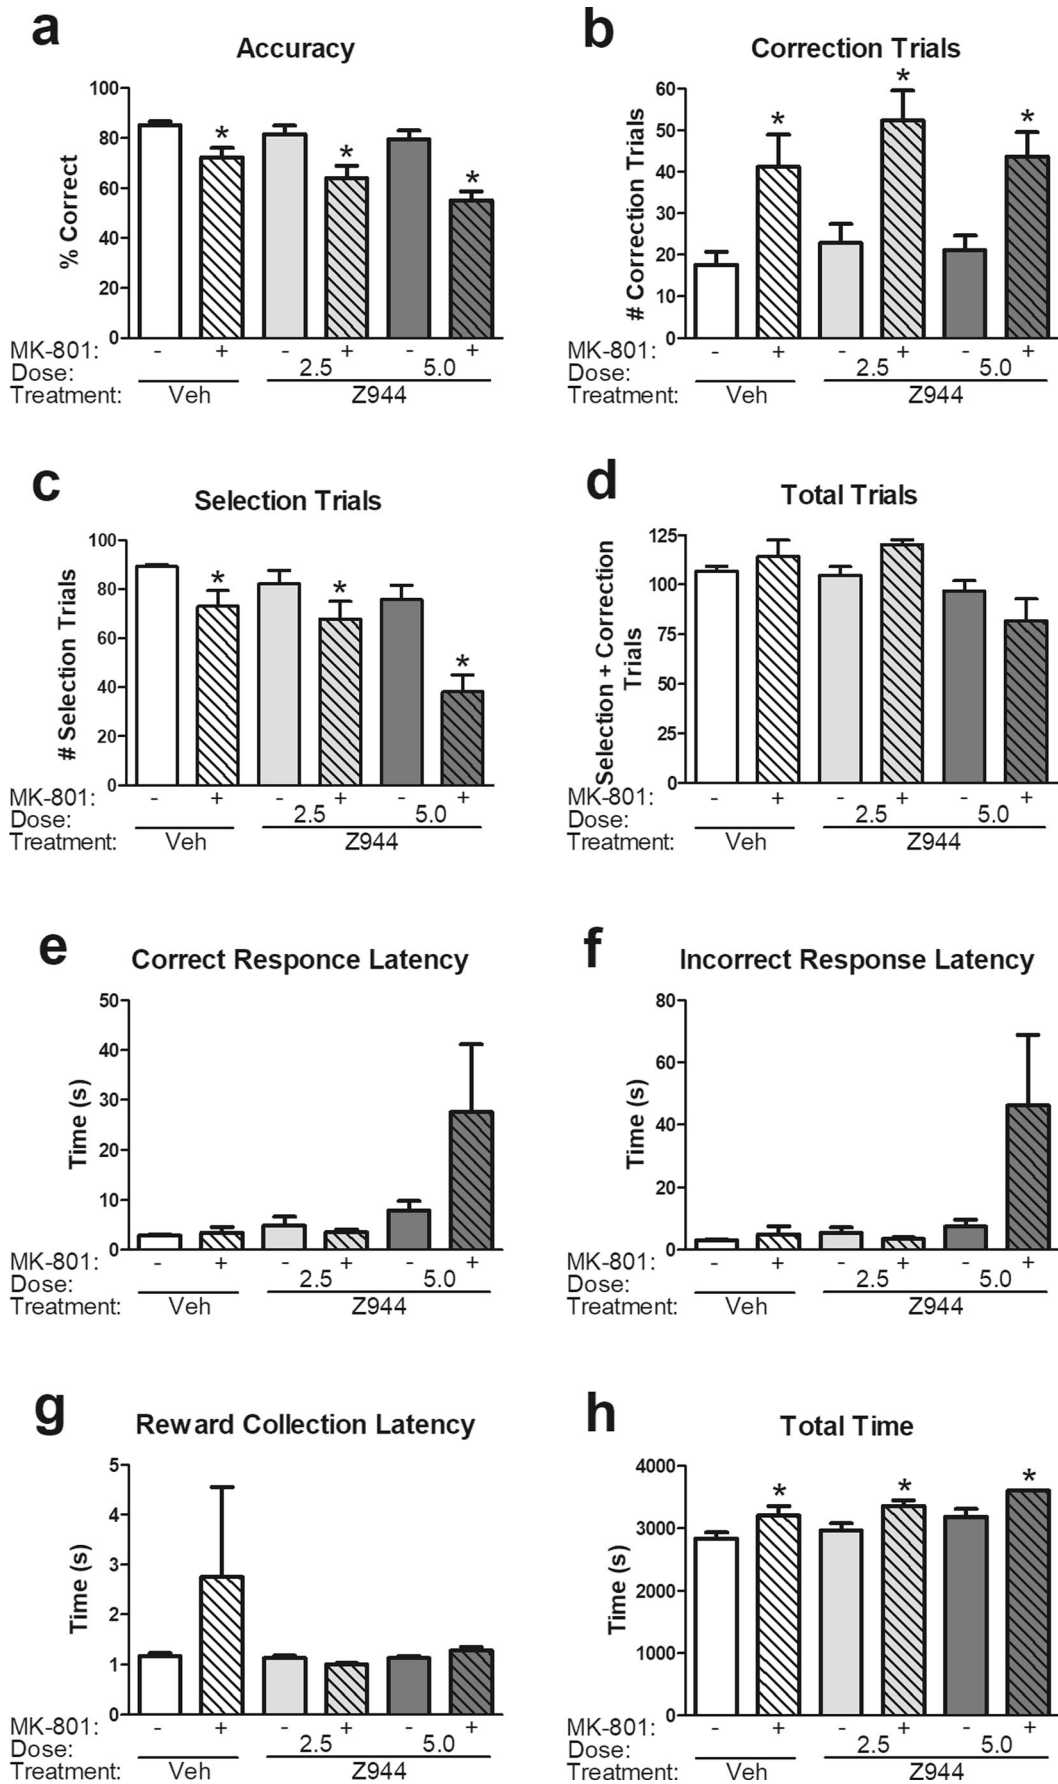 a
Accuracy
% Correct
100
80
60
40
20
0
* * *
MK-801: - + - + - +
Dose: 2.5 5.0
Treatment: Veh Z944
b
Correction Trials
# Correction Trials
60
50
40
30
20
10
0
* * *
MK-801: - + - + - +
Dose: 2.5 5.0
Treatment: Veh Z944
c
Selection Trials
# Selection Trials
100
80
60
40
20
0
* * *
MK-801: - + - + - +
Dose: 2.5 5.0
Treatment: Veh Z944
d
Total Trials
Selection + Correction
Trials
125
100
75
50
25
0
MK-801: - + - + - +
Dose: 2.5 5.0
Treatment: Veh Z944
e
Correct Responce Latency
Time (s)
50
40
30
20
10
0
MK-801: - + - + - +
Dose: 2.5 5.0
Treatment: Veh Z944
f
Incorrect Response Latency
Time (s)
80
60
40
20
0
MK-801: - + - + - +
Dose: 2.5 5.0
Treatment: Veh Z944
g
Reward Collection Latency
Time (s)
5
4
3
2
1
0
MK-801: - + - + - +
Dose: 2.5 5.0
Treatment: Veh Z944
h
Total Time
Time (s)
4000
3000
2000
1000
0
* * *
MK-801: - + - + - +
Dose: 2.5 5.0
Treatment: Veh Z944